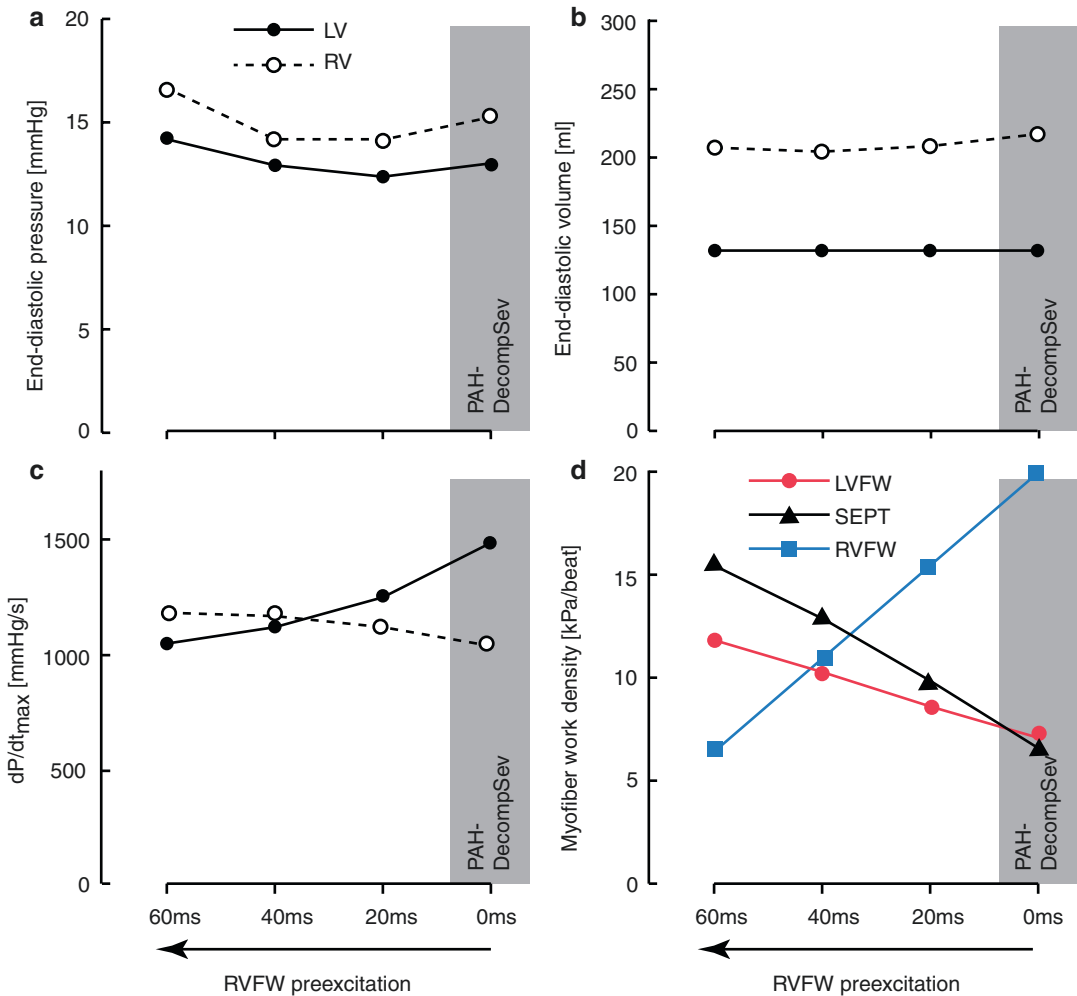 a
20
15
10
5
0
End-diastolic pressure [mmHg]
LV
RV
PAH-
DecompSev
b
300
250
200
150
100
50
0
End-diastolic volume [ml]
PAH-
DecompSev
c
1500
1000
500
0
dP/dtmax [mmHg/s]
PAH-
DecompSev
60ms 40ms 20ms 0ms
RVFW preexcitation
d
20
15
10
5
0
Myofiber work density [kPa/beat]
LVFW
SEPT
RVFW
PAH-
DecompSev
60ms 40ms 20ms 0ms
RVFW preexcitation